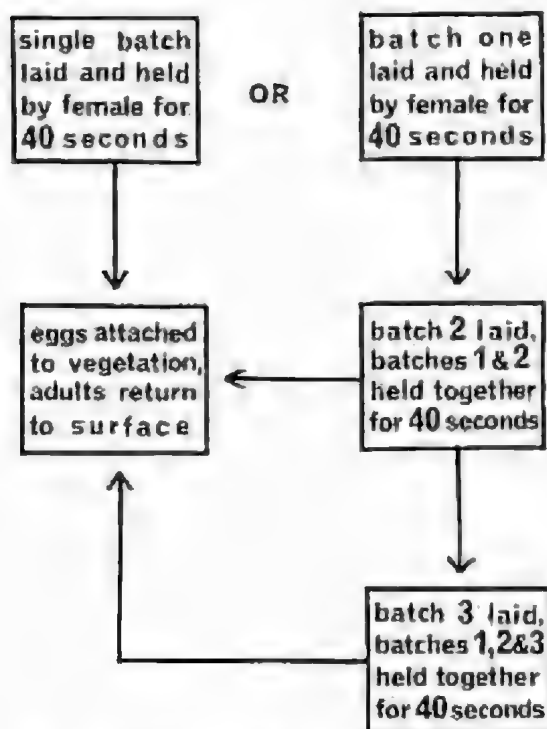 single batch
laid and held
by female for
40 seconds
OR
batch one
laid and held
by female for
40 seconds
eggs attached
to vegetation,
adults return
to surface
batch 2 laid,
batches 1 & 2
held together
for 40 seconds
batch 3 laid,
batches 1,2&3
held together
for 40 seconds